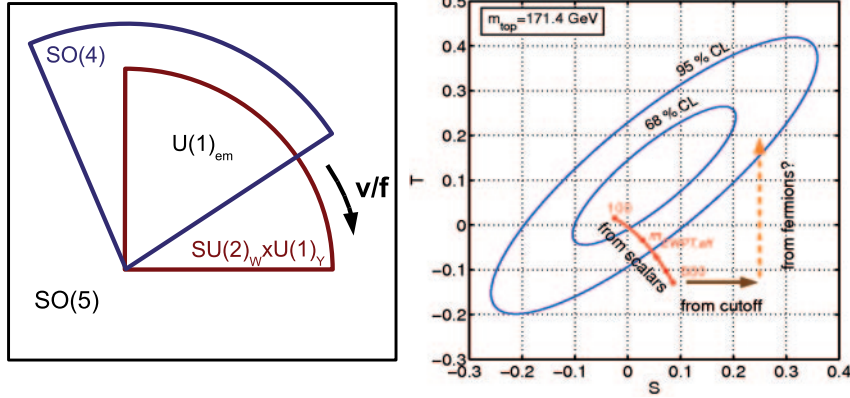 SO(4)
U(1)em
v/f
SU(2)WxU(1)Y
SO(5)
T
m_top=171.4 GeV
0.5
0.4
0.3
0.2
0.1
0
−0.1
−0.2
−0.3
95 % CL
68 % CL
100
from scalars
from cutoff
from fermions?
−0.3
−0.2
−0.1
0
0.1
0.2
0.3
0.4
S